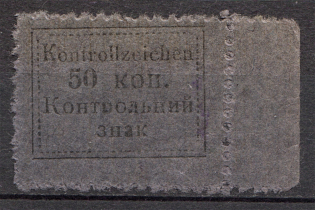 Kontrollzeichen
50 коп.
Контрольний
знак